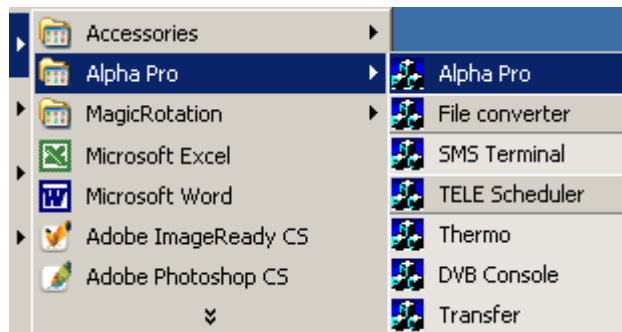 Accessories
Alpha Pro
MagicRotation
Microsoft Excel
Microsoft Word
Adobe ImageReady CS
Adobe Photoshop CS
Alpha Pro
File converter
SMS Terminal
TELE Scheduler
Thermo
DVB Console
Transfer